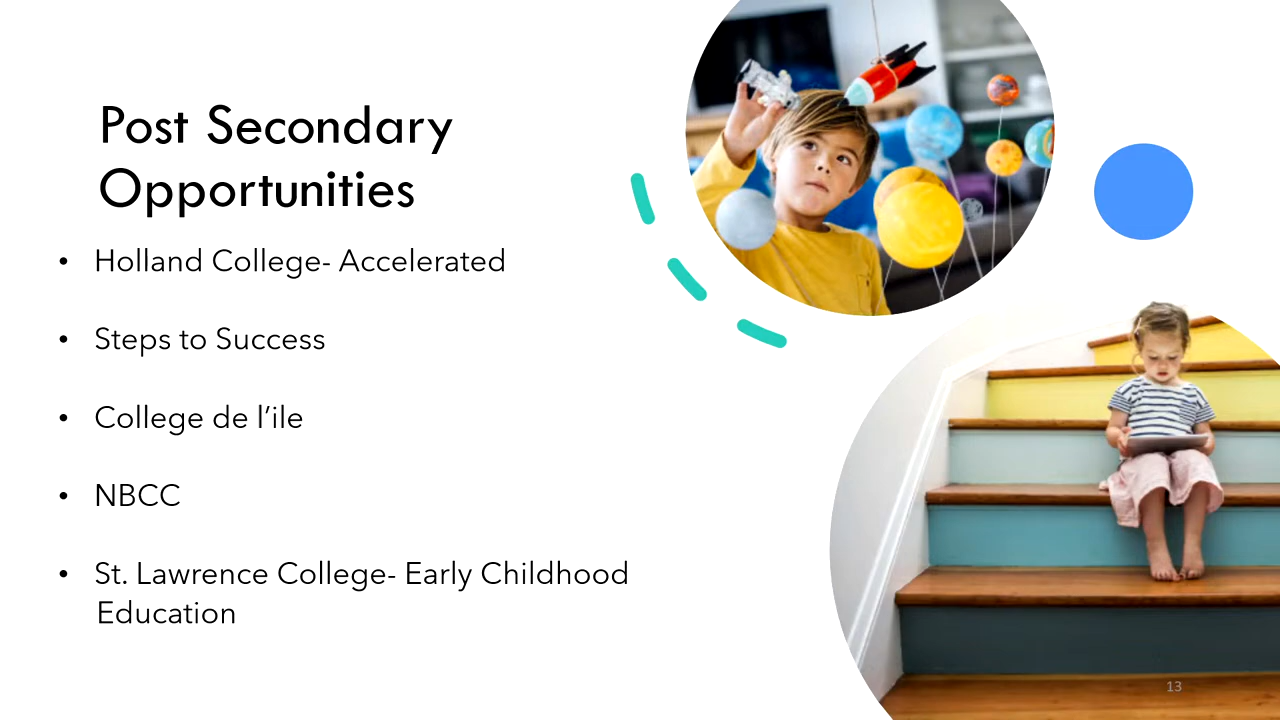 Post Secondary
Opportunities
• Holland College- Accelerated
• Steps to Success
• College de l’ile
• NBCC
• St. Lawrence College- Early Childhood
Education
13